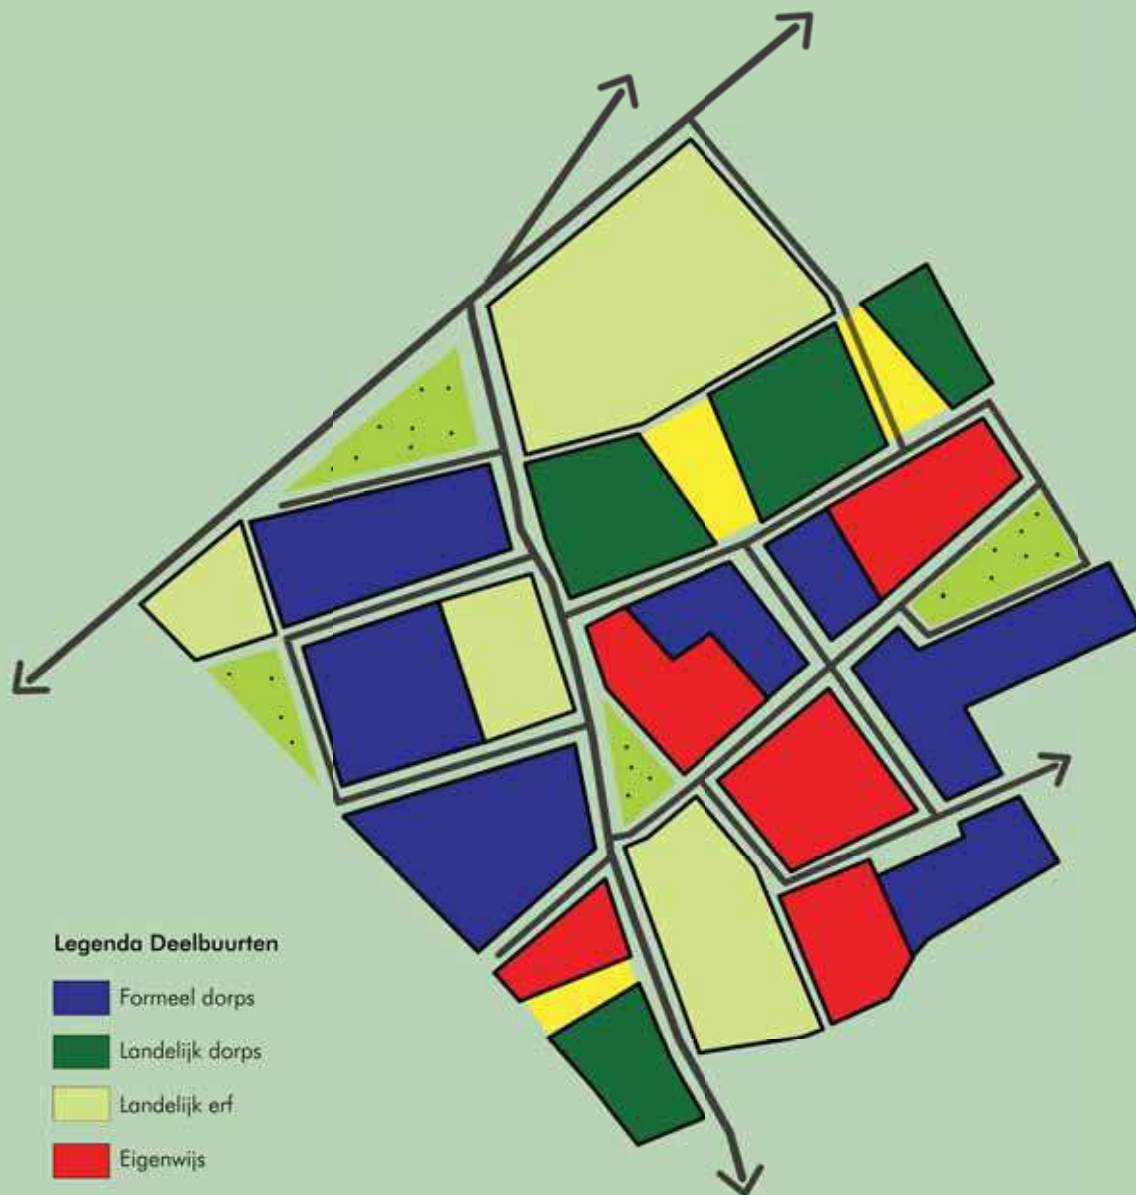 Legenda Deelbuurten
Formeel dorps
Landelijk dorps
Landelijk erf
Eigenwijs